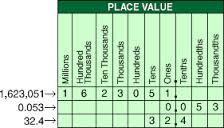 PLACE VALUE
Millions Hundred Thousands Ten Thousands Thousands Hundreds Tens Ones Tenths Hundredths Thousandths
1,623,051→ 1 6 2 3 0 5 1 .
0.053→ 0 . 0 5 3
32.4→ 3 2 . 4